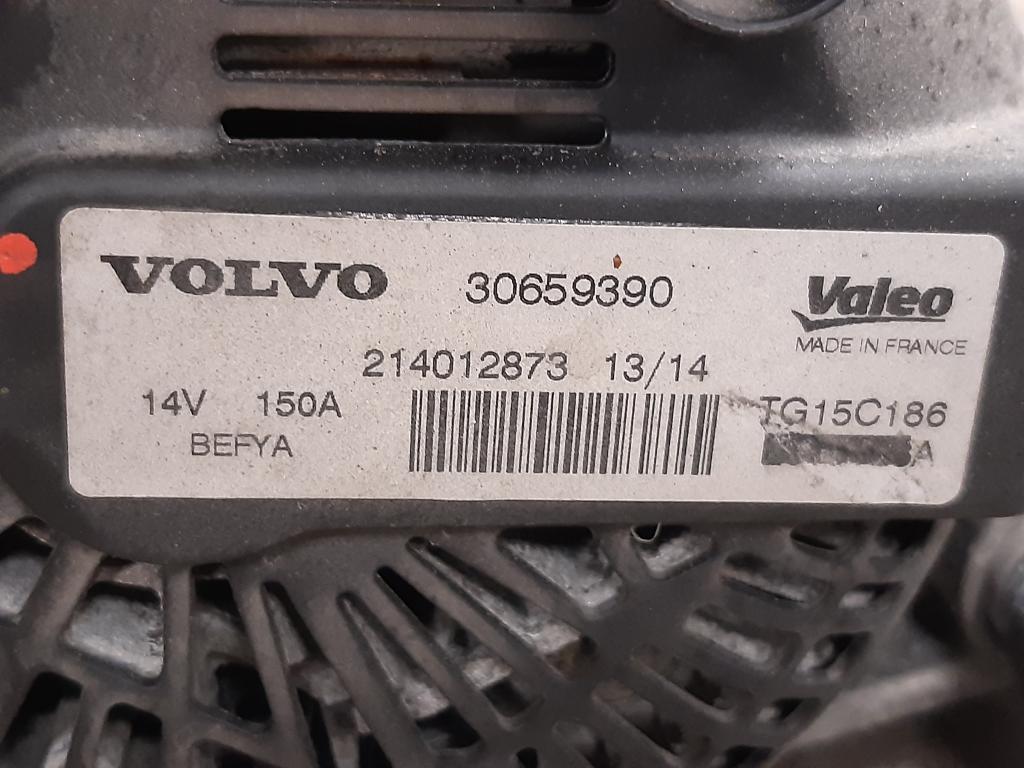 VOLVO 30659390
Valeo
MADE IN FRANCE
214012873 13/14
14V 150A
TG15C186
BEFYA
A